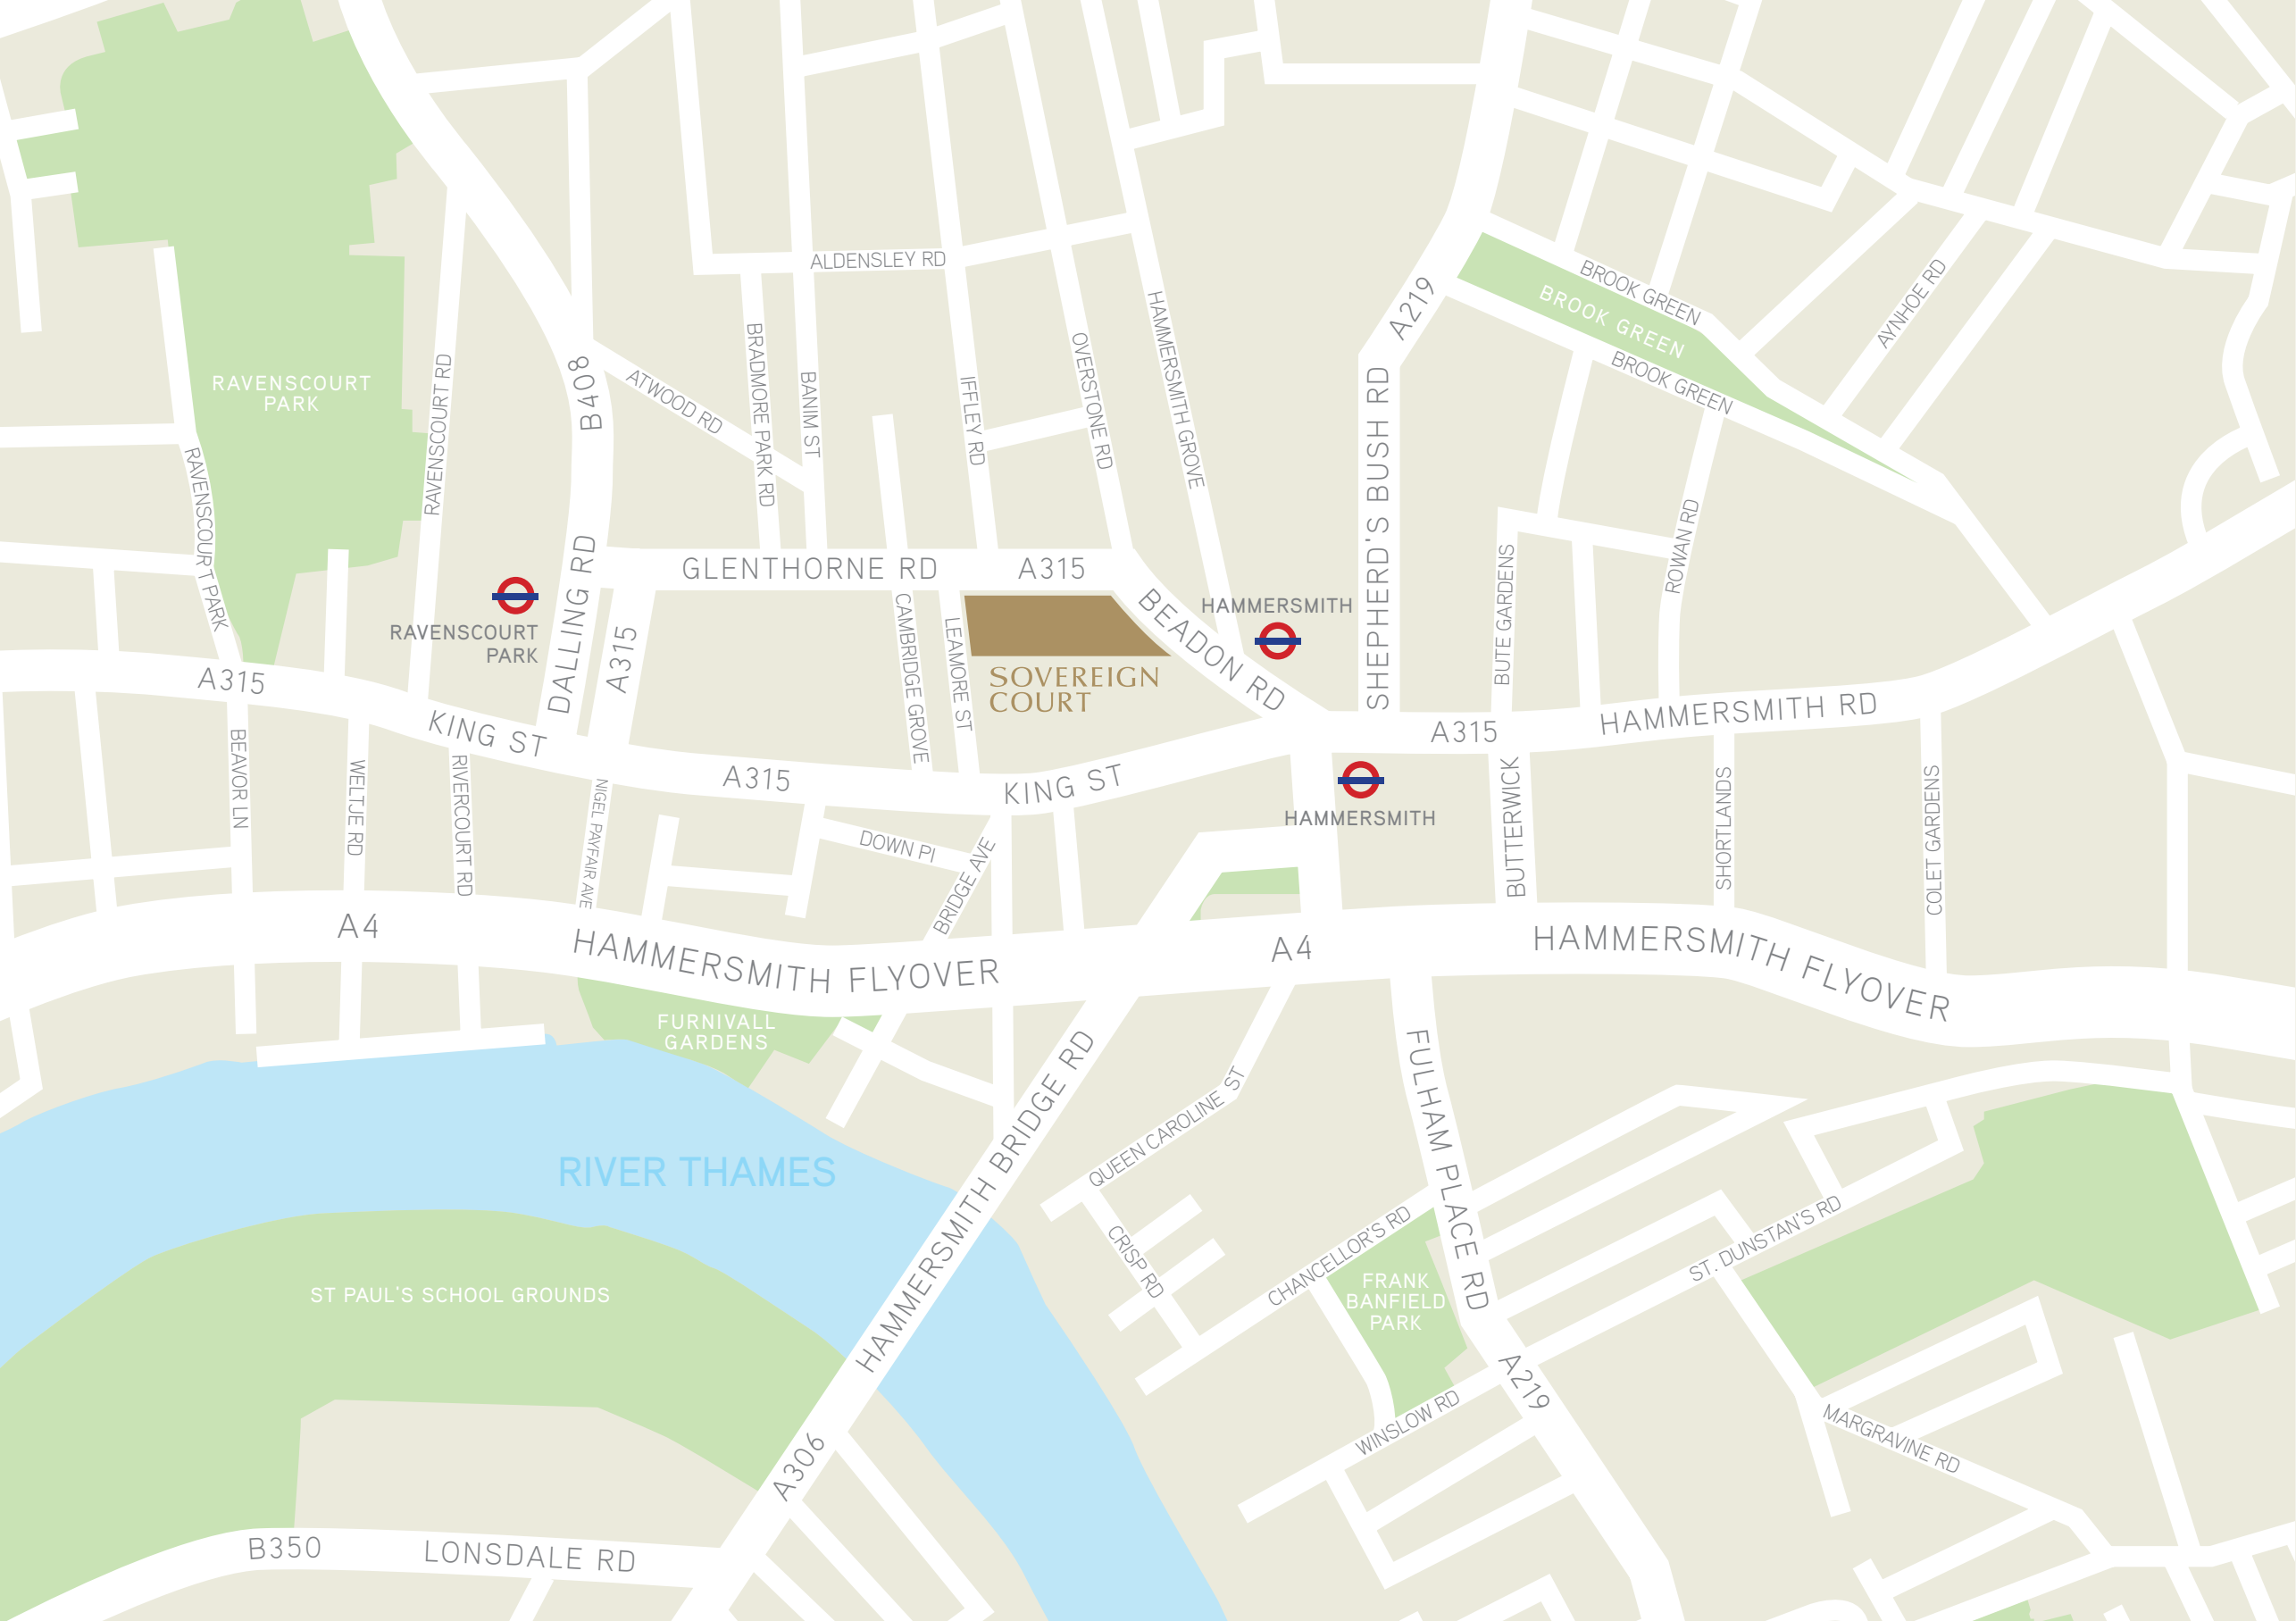 ALDENSLEY RD
BROOK GREEN
BROOK GREEN
BROOK GREEN
AYNHOE RD
A219
HAMMERSMITH GROVE
OVERSTONE RD
IFFLEY RD
BANIM ST
BRADMORE PARK RD
ATWOOD RD
B408
RAVENSCOURT RD
RAVENSCOURT
PARK
RAVENSCOURT PARK
SHEPHERD'S BUSH RD
ROWAN RD
BUTE GARDENS
DALLING RD
GLENTHORNE RD
A315
BEADON RD
HAMMERSMITH
RAVENSCOURT
PARK
A315
CAMBRIDGE GROVE
LEAMORE ST
SOVEREIGN
COURT
A315
KING ST
A315
KING ST
A315
HAMMERSMITH RD
HAMMERSMITH
BEAVOR LN
WELTJE RD
RIVERCOURT RD
NIGEL PAYFAIR AVE
DOWN Pl
BRIDGE AVE
BUTTERWICK
SHORTLANDS
COLET GARDENS
A4
HAMMERSMITH FLYOVER
A4
HAMMERSMITH FLYOVER
FURNIVALL
GARDENS
RIVER THAMES
HAMMERSMITH BRIDGE RD
QUEEN CAROLINE ST
CRISP RD
FULHAM PLACE RD
CHANCELLOR'S RD
ST. DUNSTAN'S RD
FRANK
BANFIELD
PARK
ST PAUL'S SCHOOL GROUNDS
A219
WINSLOW RD
MARGRAVINE RD
A306
B350
LONSDALE RD